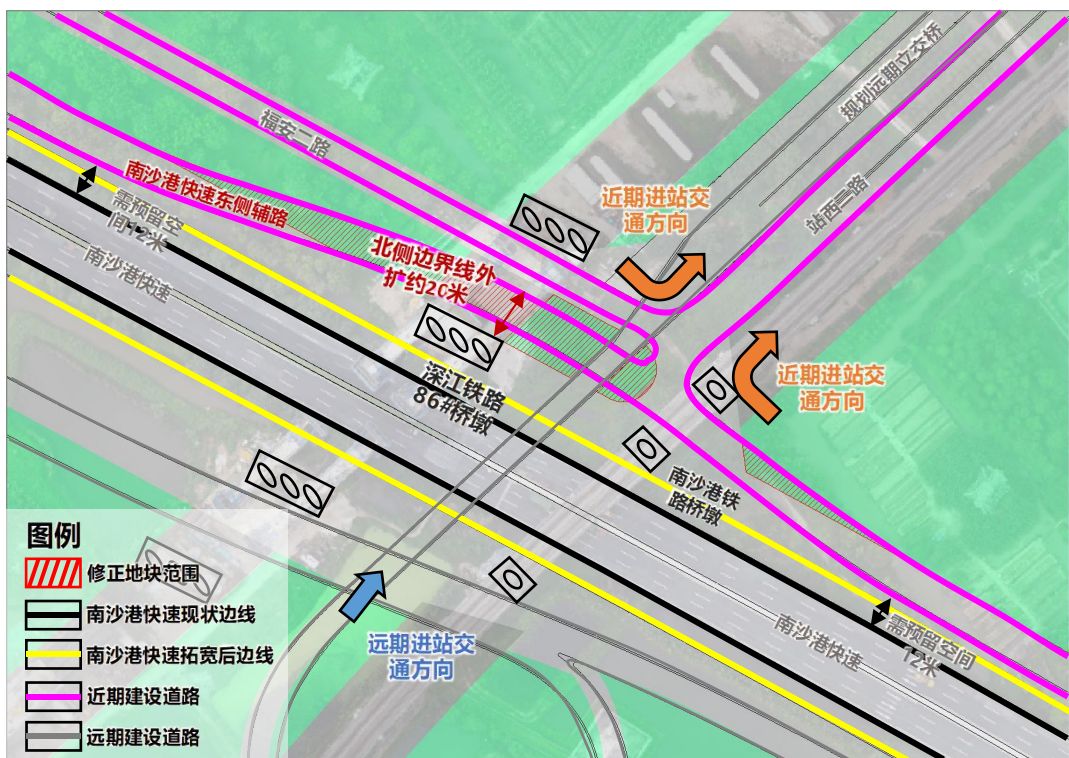 规划远期立交桥
福安二路
南沙港快速东侧辅路
近期进站交
通方向
站西二路
需预留空
间12米
北侧边界线外
扩约20米
南沙港快速
深江铁路
86#桥墩
近期进站交
通方向
南沙港铁
路桥墩
远期进站交
通方向
南沙港快速
需预留空间
12米
图例
修正地块范围
南沙港快速现状边线
南沙港快速拓宽后边线
近期建设道路
远期建设道路